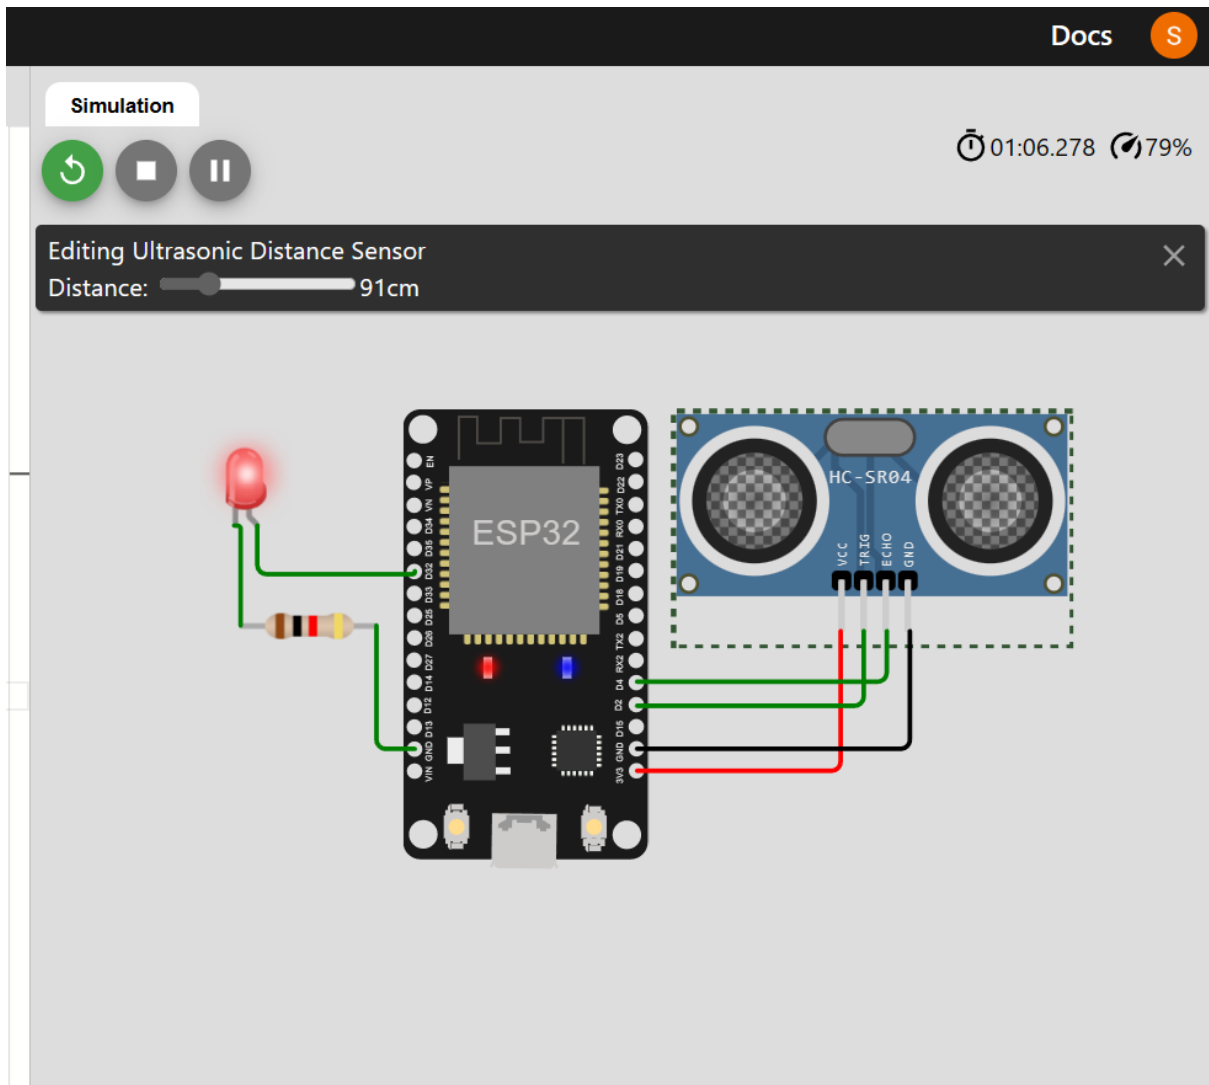 Docs
S
Simulation
01:06.278
79%
Editing Ultrasonic Distance Sensor
Distance: 91cm
ESP32
EN
VP
VN
D34
D35
D32
D33
D25
D26
D27
D14
D12
D13
GND
VIN
D23
D22
TX0
RX0
D21
D19
D18
D5
TX2
RX2
D4
D2
D15
GND
3V3
HC-SR04
VCC
TRIG
ECHO
GND